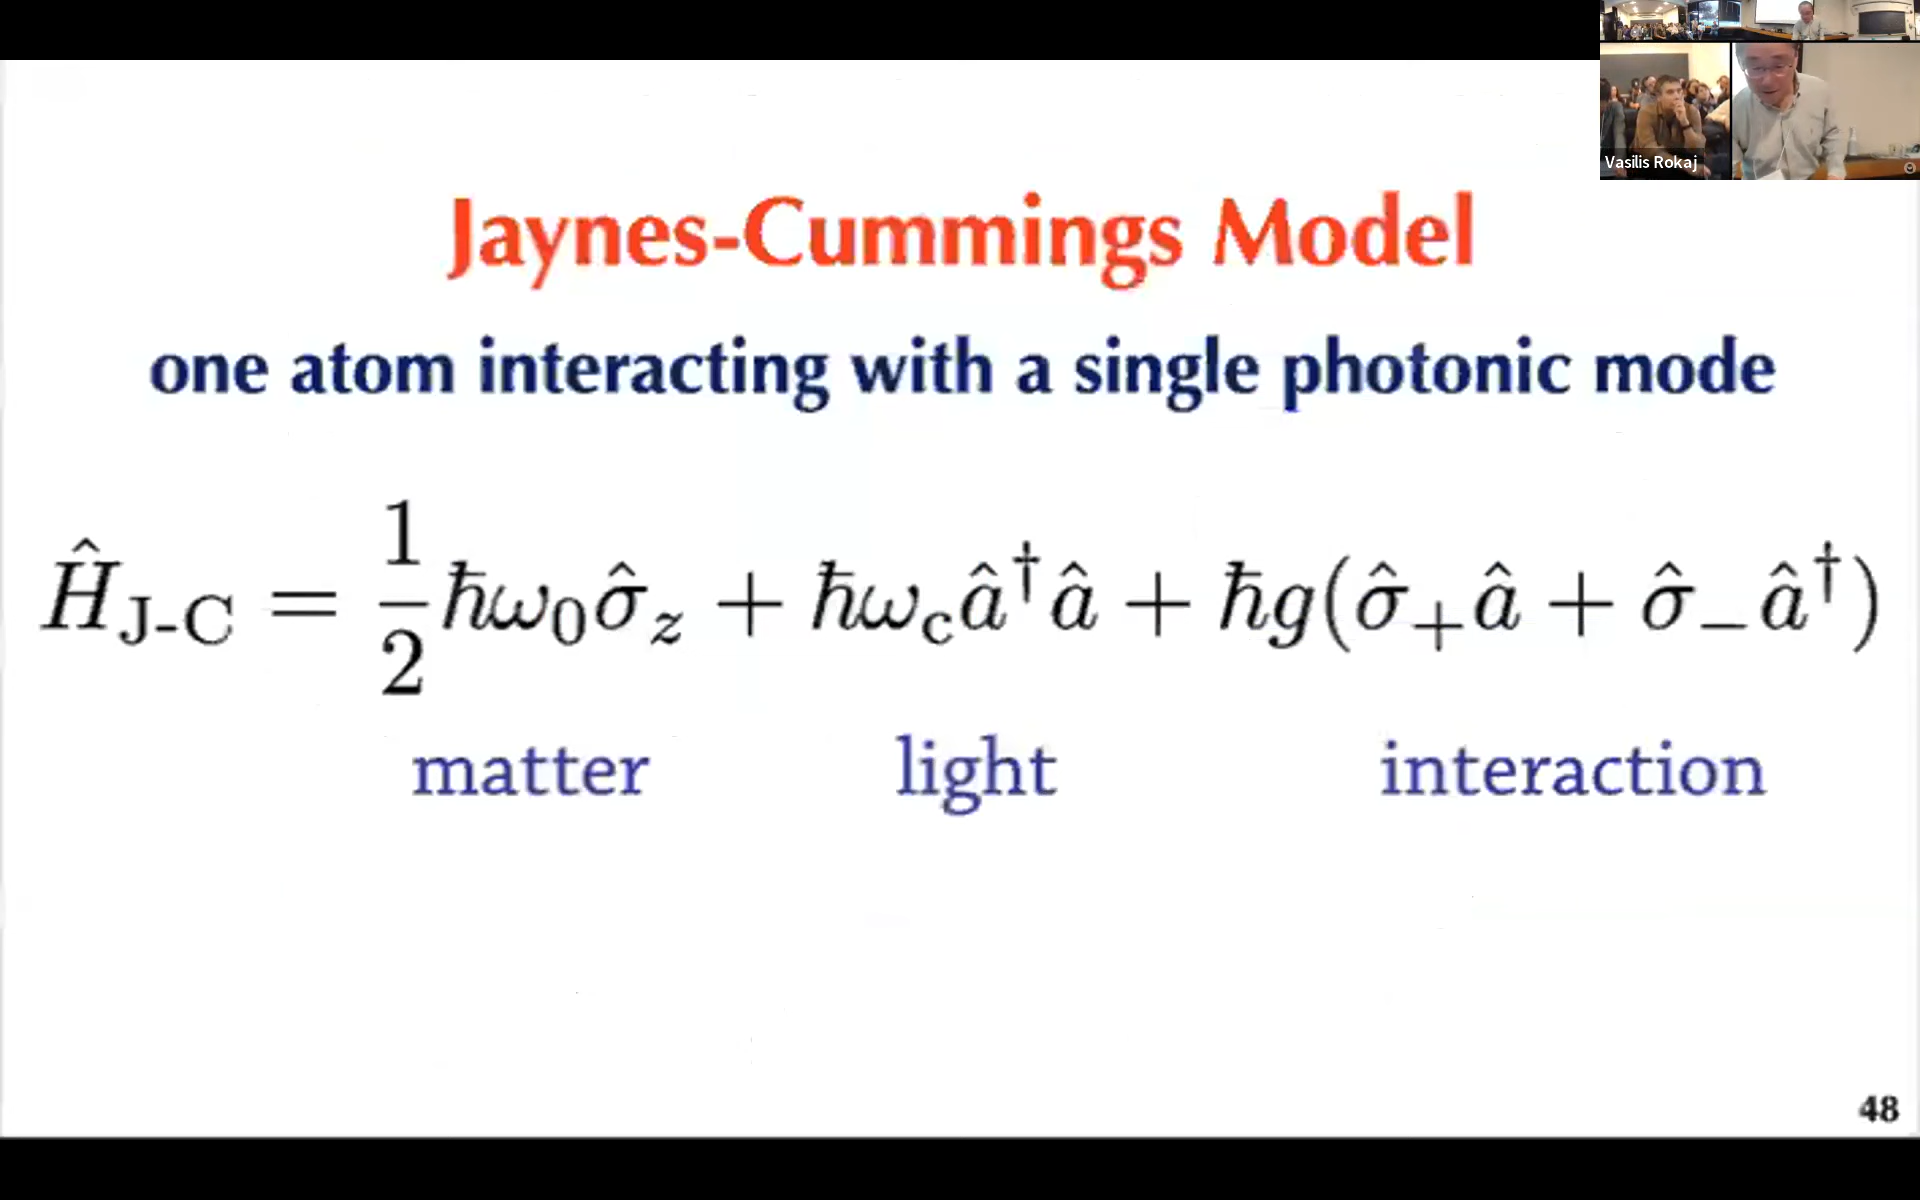 Vasilis Rokaj
Jaynes-Cummings Model
one atom interacting with a single photonic mode
Ĥ_J-C = 1/2 ħω₀σ̂_z + ħω_c â†â + ħg(σ̂₊â + σ̂₋â†)
matter light interaction
48